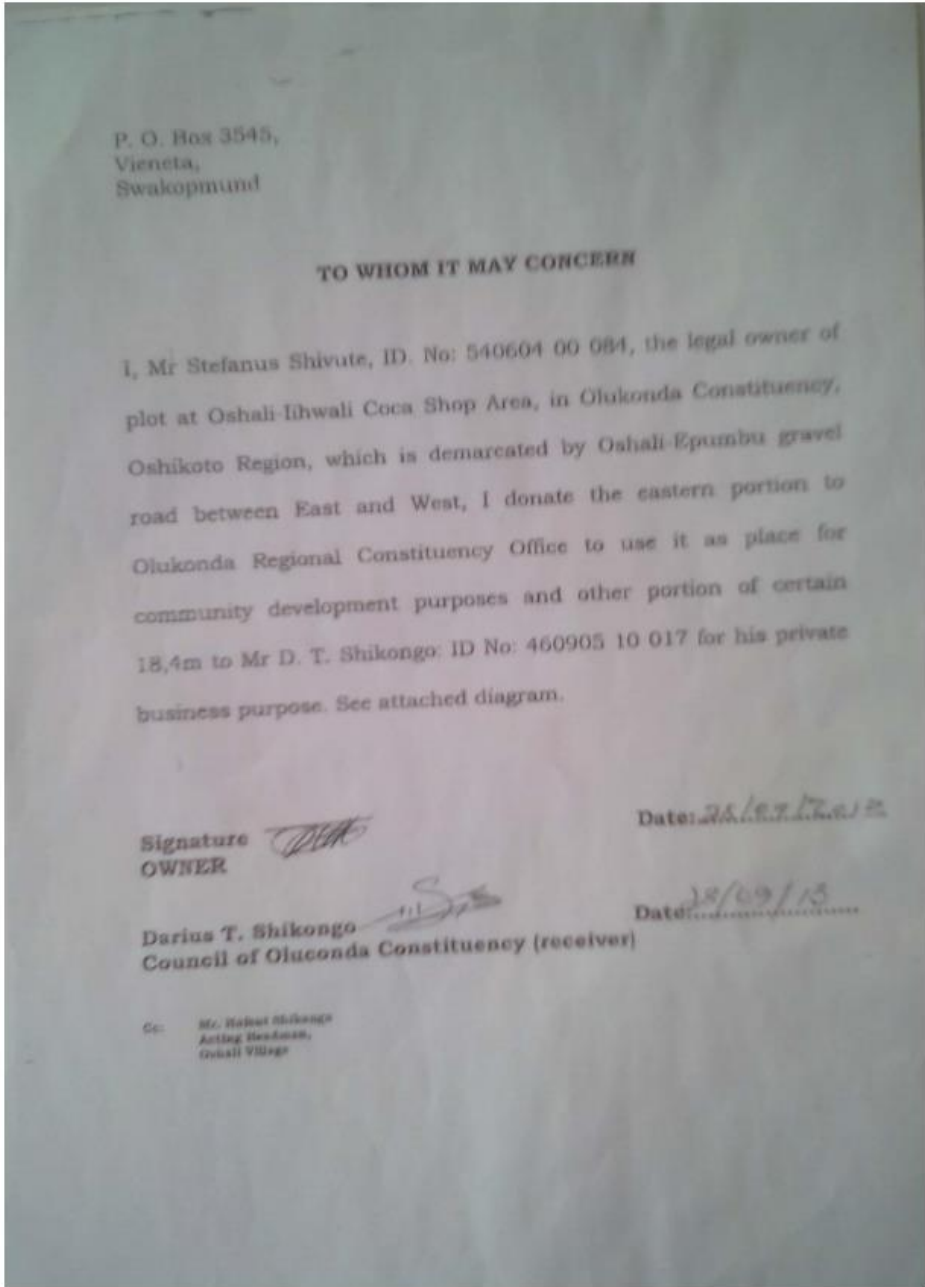 P. O. Box 3545,
Vieneta,
Swakopmund
TO WHOM IT MAY CONCERN
I, Mr Stefanus Shivute, ID. No: 540604 00 084, the legal owner of
plot at Oshali-Iihwali Coca Shop Area, in Olukonda Constituency,
Oshikoto Region, which is demarcated by Oshali-Epumbu gravel
road between East and West, I donate the eastern portion to
Olukonda Regional Constituency Office to use it as place for
community development purposes and other portion of certain
18,4m to Mr D. T. Shikongo: ID No: 460905 10 017 for his private
business purpose. See attached diagram.
Signature
OWNER
Date:
Darius T. Shikongo
Date: 28/09/13
Council of Oluconda Constituency (receiver)
Cc: Mr. Shikongo
Acting Headman,
Oshali Village